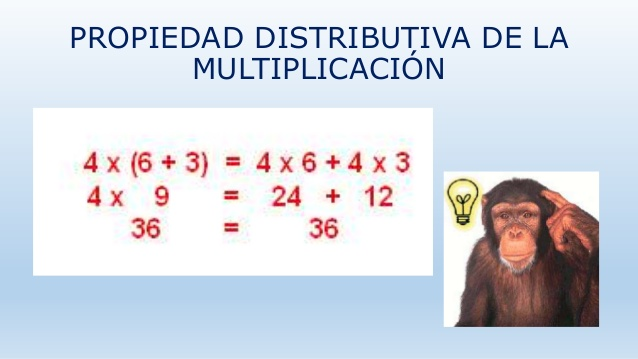 PROPIEDAD DISTRIBUTIVA DE LA
MULTIPLICACIÓN
4 x (6 + 3) = 4 x 6 + 4 x 3
4 x 9 = 24 + 12
36 = 36